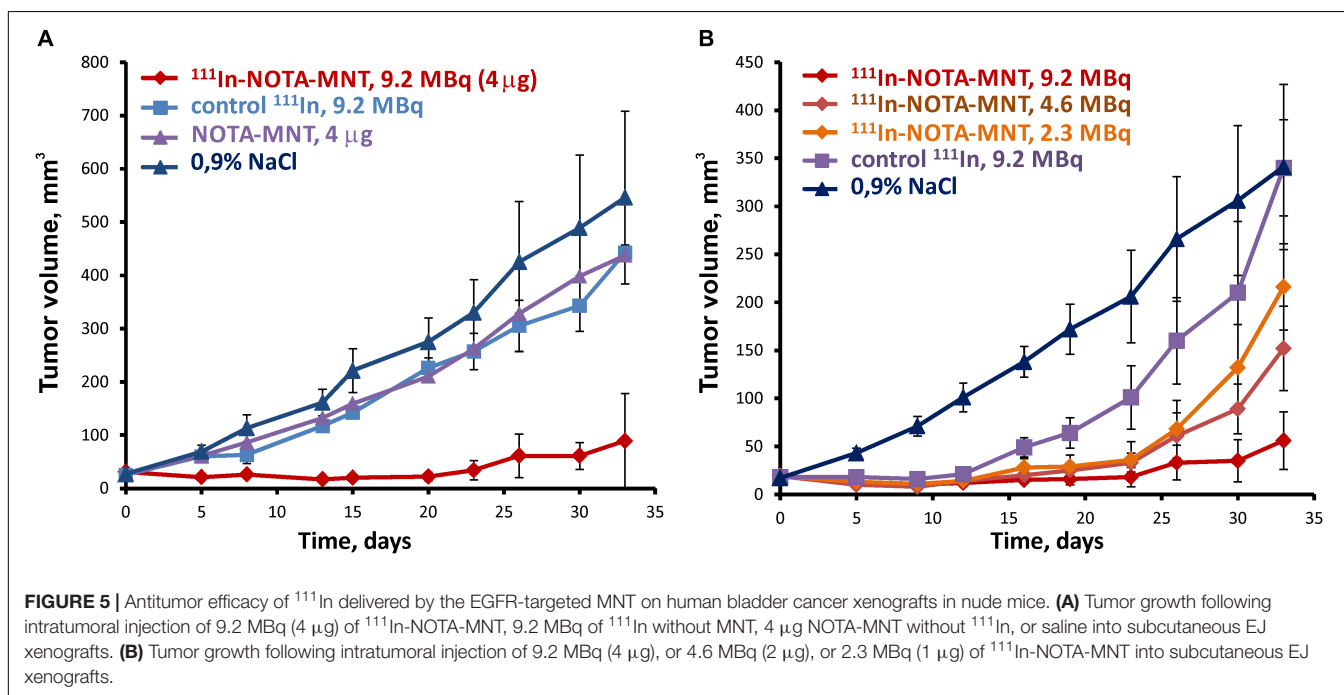 A
800
700
600
500
400
300
200
100
0
Tumor volume, mm³
¹¹¹In-NOTA-MNT, 9.2 MBq (4 μg)
control ¹¹¹In, 9.2 MBq
NOTA-MNT, 4 μg
0,9% NaCl
0 5 10 15 20 25 30 35
Time, days
B
450
400
350
300
250
200
150
100
50
0
Tumor volume, mm³
¹¹¹In-NOTA-MNT, 9.2 MBq
¹¹¹In-NOTA-MNT, 4.6 MBq
¹¹¹In-NOTA-MNT, 2.3 MBq
control ¹¹¹In, 9.2 MBq
0,9% NaCl
0 5 10 15 20 25 30 35
Time, days
FIGURE 5 | Antitumor efficacy of ¹¹¹In delivered by the EGFR-targeted MNT on human bladder cancer xenografts in nude mice. (A) Tumor growth following
intratumoral injection of 9.2 MBq (4 μg) of ¹¹¹In-NOTA-MNT, 9.2 MBq of ¹¹¹In without MNT, 4 μg NOTA-MNT without ¹¹¹In, or saline into subcutaneous EJ
xenografts. (B) Tumor growth following intratumoral injection of 9.2 MBq (4 μg), or 4.6 MBq (2 μg), or 2.3 MBq (1 μg) of ¹¹¹In-NOTA-MNT into subcutaneous EJ
xenografts.